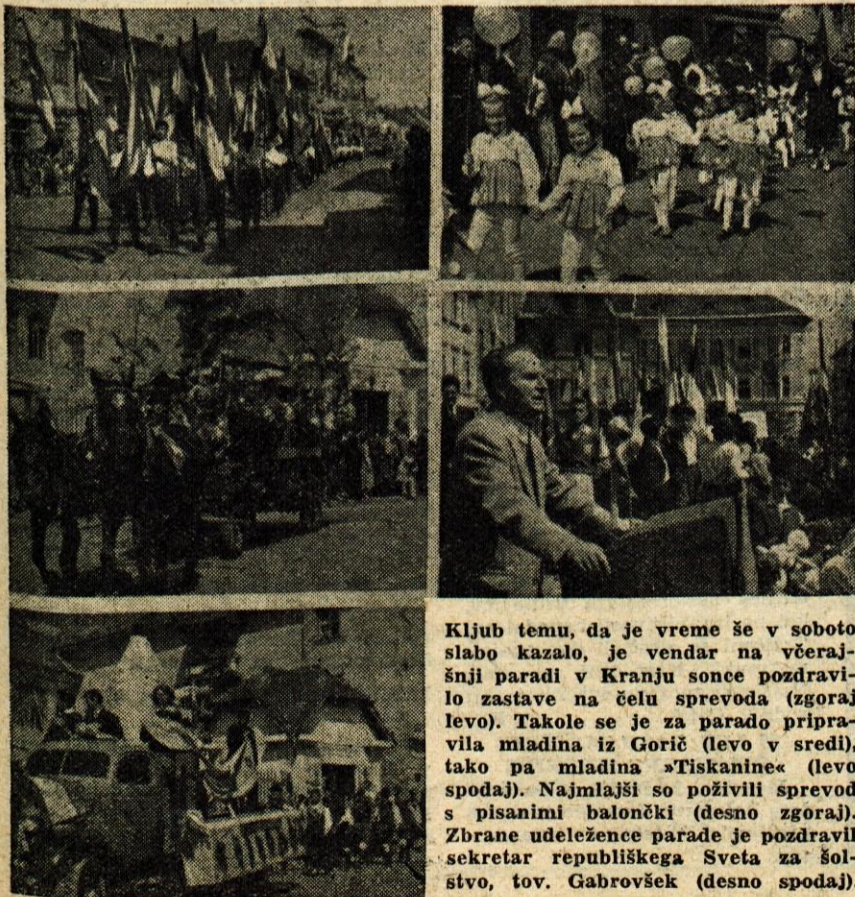 Kljub temu, da je vreme še v soboto
slabo kazalo, je vendar na včeraj-
šnji paradi v Kranju sonce pozdravi-
lo zastave na čelu sprevoda (zgoraj
levo). Takole se je za parado pripra-
vila mladina iz Gorič (levo v sredi),
tako pa mladina »Tiskanine« (levo
spodaj). Najmlajši so poživili sprevod
s pisanimi balončki (desno zgoraj).
Zbrane udeležence parade je pozdravil
sekretar republiškega Sveta za šol-
stvo, tov. Gabrovšek (desno spodaj)